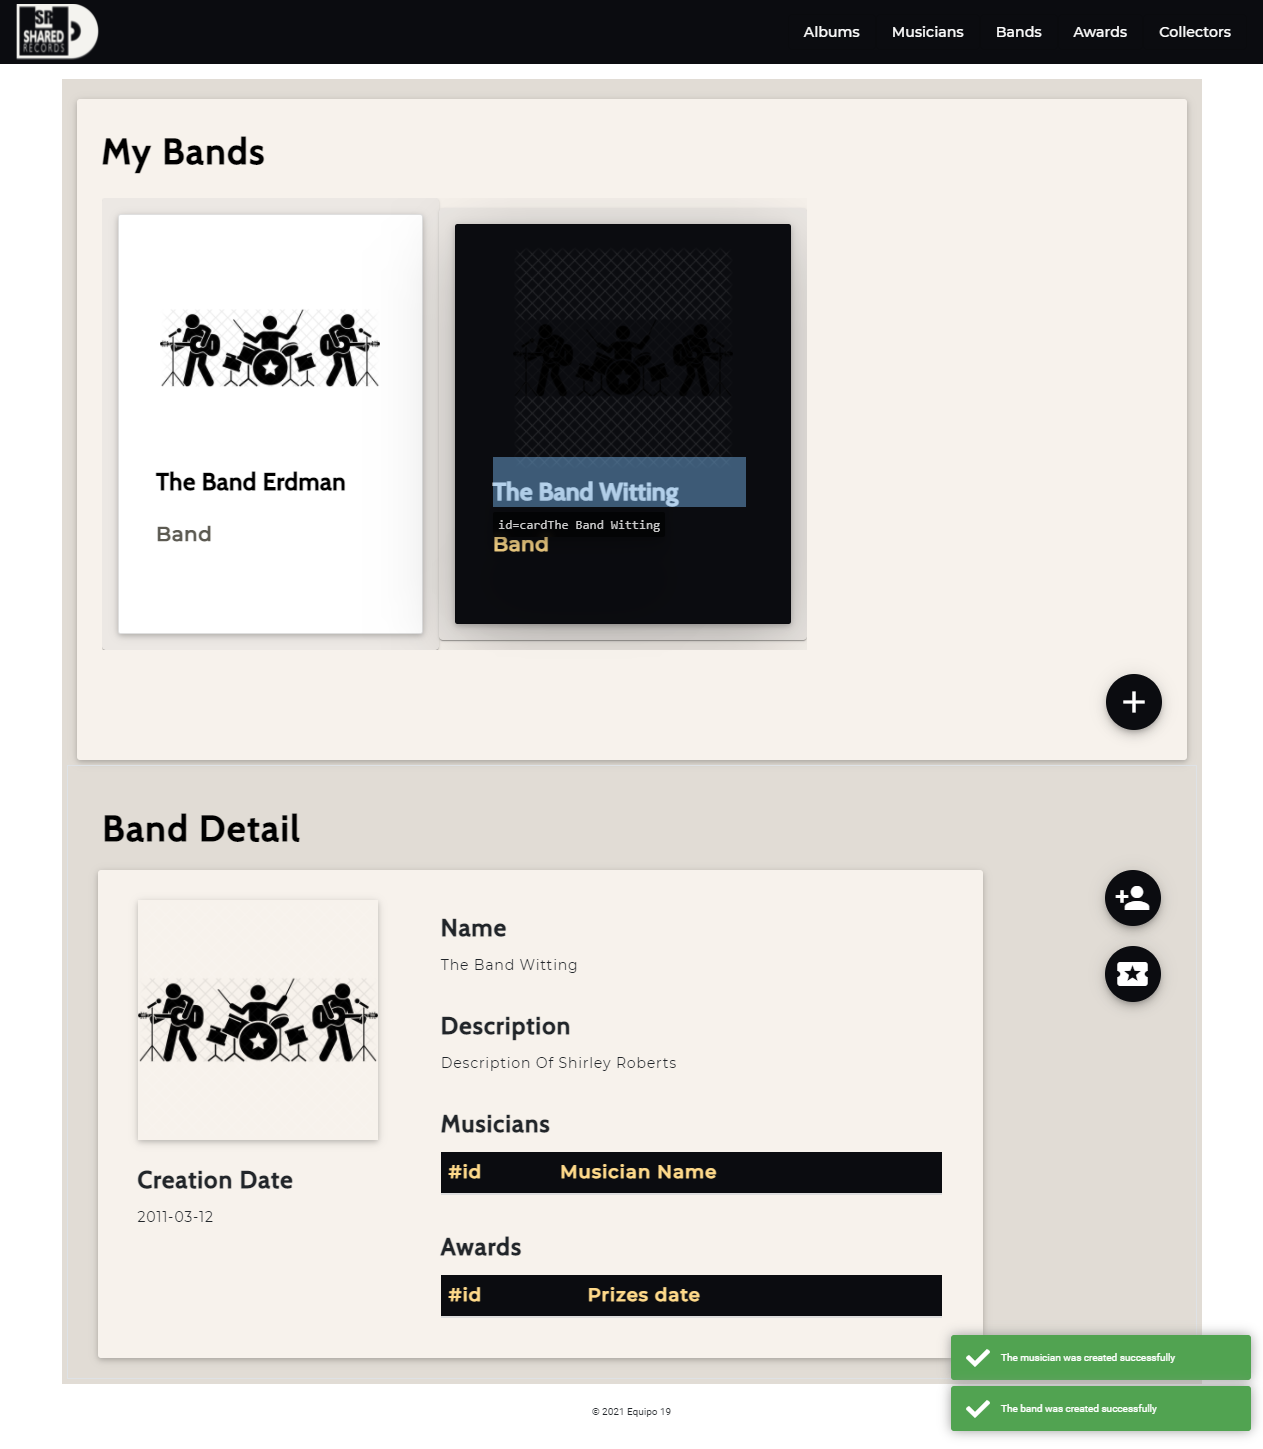 SR
SHARED
RECORDS
Albums Musicians Bands Awards Collectors
My Bands
The Band Erdman
Band
The Band Witting
id=cardThe Band Witting
Band
Band Detail
Name
The Band Witting
Description
Description Of Shirley Roberts
Musicians
#id Musician Name
Creation Date
2011-03-12
Awards
#id Prizes date
The musician was created successfully
The band was created successfully
© 2021 Equipo 19